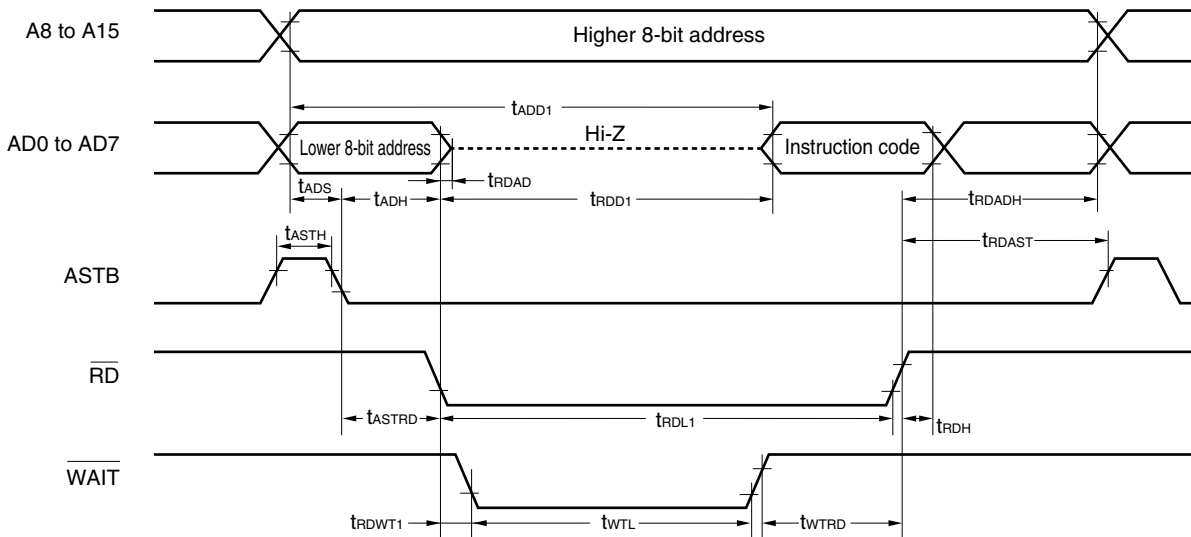 A8 to A15
Higher 8-bit address
tADD1
AD0 to AD7
Lower 8-bit address
Hi-Z
Instruction code
tADS
tADH
tRDAD
tRDD1
tRDADH
tASTH
tRDAST
ASTB
RD
tASTRD
tRDL1
tRDH
WAIT
tRDWT1
tWTL
tWTRD